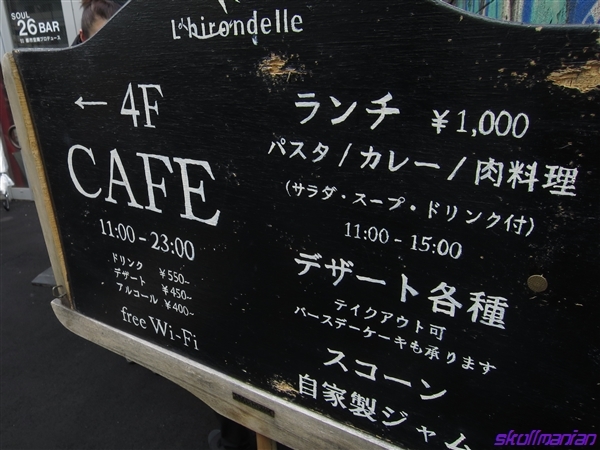 SOUL
26 BAR
L'hirondelle
← 4F
CAFE
11:00 - 23:00
ドリンク ¥550-
デザート ¥450-
アルコール ¥400-
free Wi-Fi
ランチ ¥1,000
パスタ/カレー/肉料理
(サラダ・スープ・ドリンク付)
11:00 - 15:00
デザート各種
テイクアウト可
バースデーケーキも承ります
スコーン
自家製ジャム
skullmanian